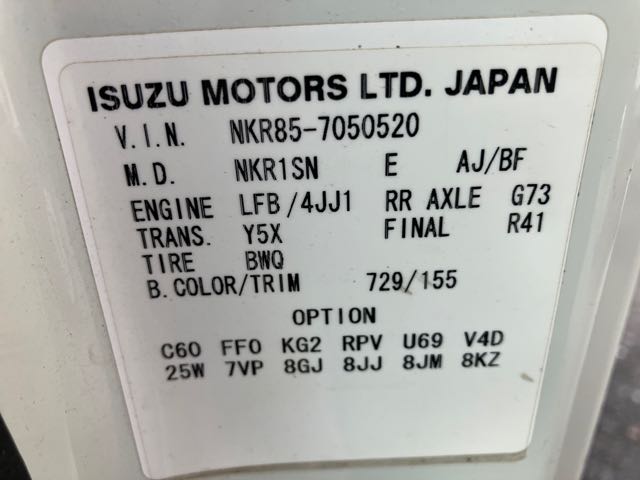 ISUZU MOTORS LTD. JAPAN
V.I.N. NKR85-7050520
M.D. NKR1SN E AJ/BF
ENGINE LFB/4JJ1 RR AXLE G73
TRANS. Y5X FINAL R41
TIRE BWQ
B.COLOR/TRIM 729/155
OPTION
C60 FF0 KG2 RPV U69 V4D
25W 7VP 8GJ 8JJ 8JM 8KZ